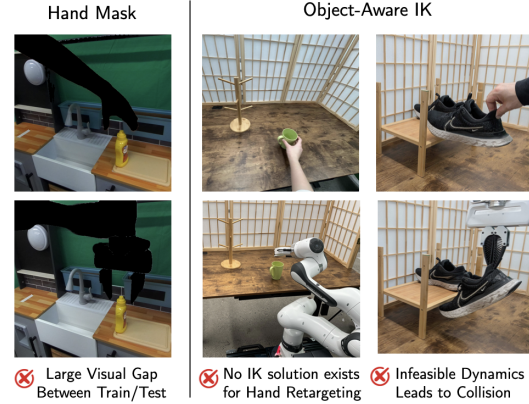 Hand Mask
Object-Aware IK
Large Visual Gap
Between Train/Test
No IK solution exists
for Hand Retargeting
Infeasible Dynamics
Leads to Collision